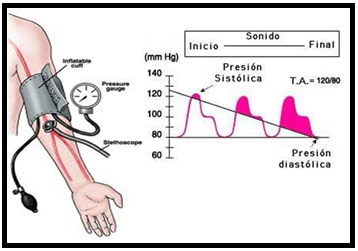 Inflatable
cuff
Pressure
gauge
Stethoscope
Sonido
Inicio
Final
(mm Hg)
Presión
Sistólica
T.A.= 120/80
140
120
100
80
60
Presión
diastólica